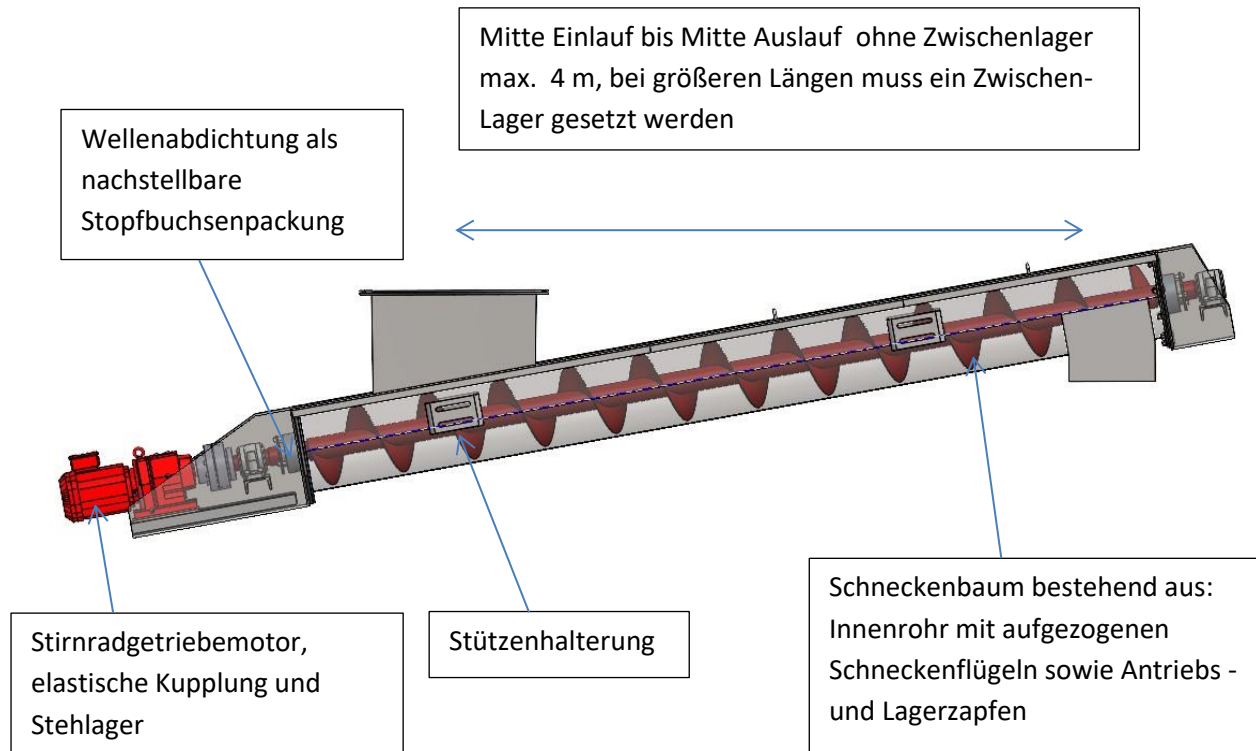 Mitte Einlauf bis Mitte Auslauf ohne Zwischenlager
max. 4 m, bei größeren Längen muss ein Zwischen-
Lager gesetzt werden
Wellenabdichtung als
nachstellbare
Stopfbuchsenpackung
Stirnradgetriebemotor,
elastische Kupplung und
Stehlager
Stützenhalterung
Schneckenbaum bestehend aus:
Innenrohr mit aufgezogenen
Schneckenflügeln sowie Antriebs -
und Lagerzapfen